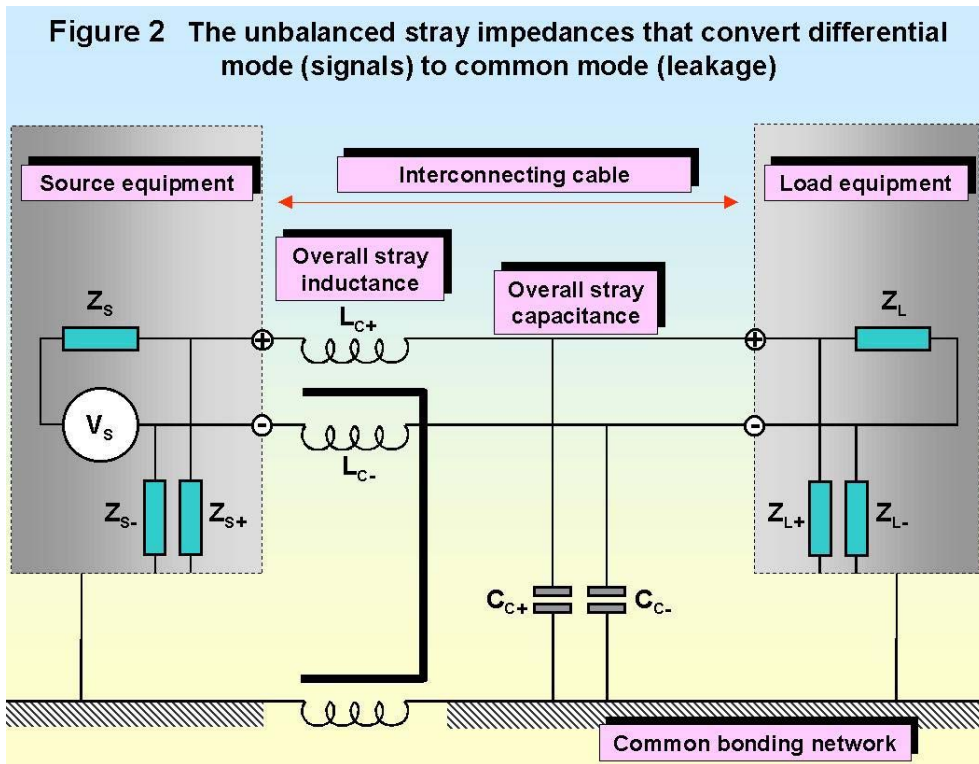 Figure 2 The unbalanced stray impedances that convert differential
mode (signals) to common mode (leakage)
Source equipment
Interconnecting cable
Load equipment
Overall stray
inductance
Overall stray
capacitance
ZS
LC+
ZL
+
+
VS
-
-
LC-
ZS-
ZS+
ZL+
ZL-
CC+
CC-
Common bonding network